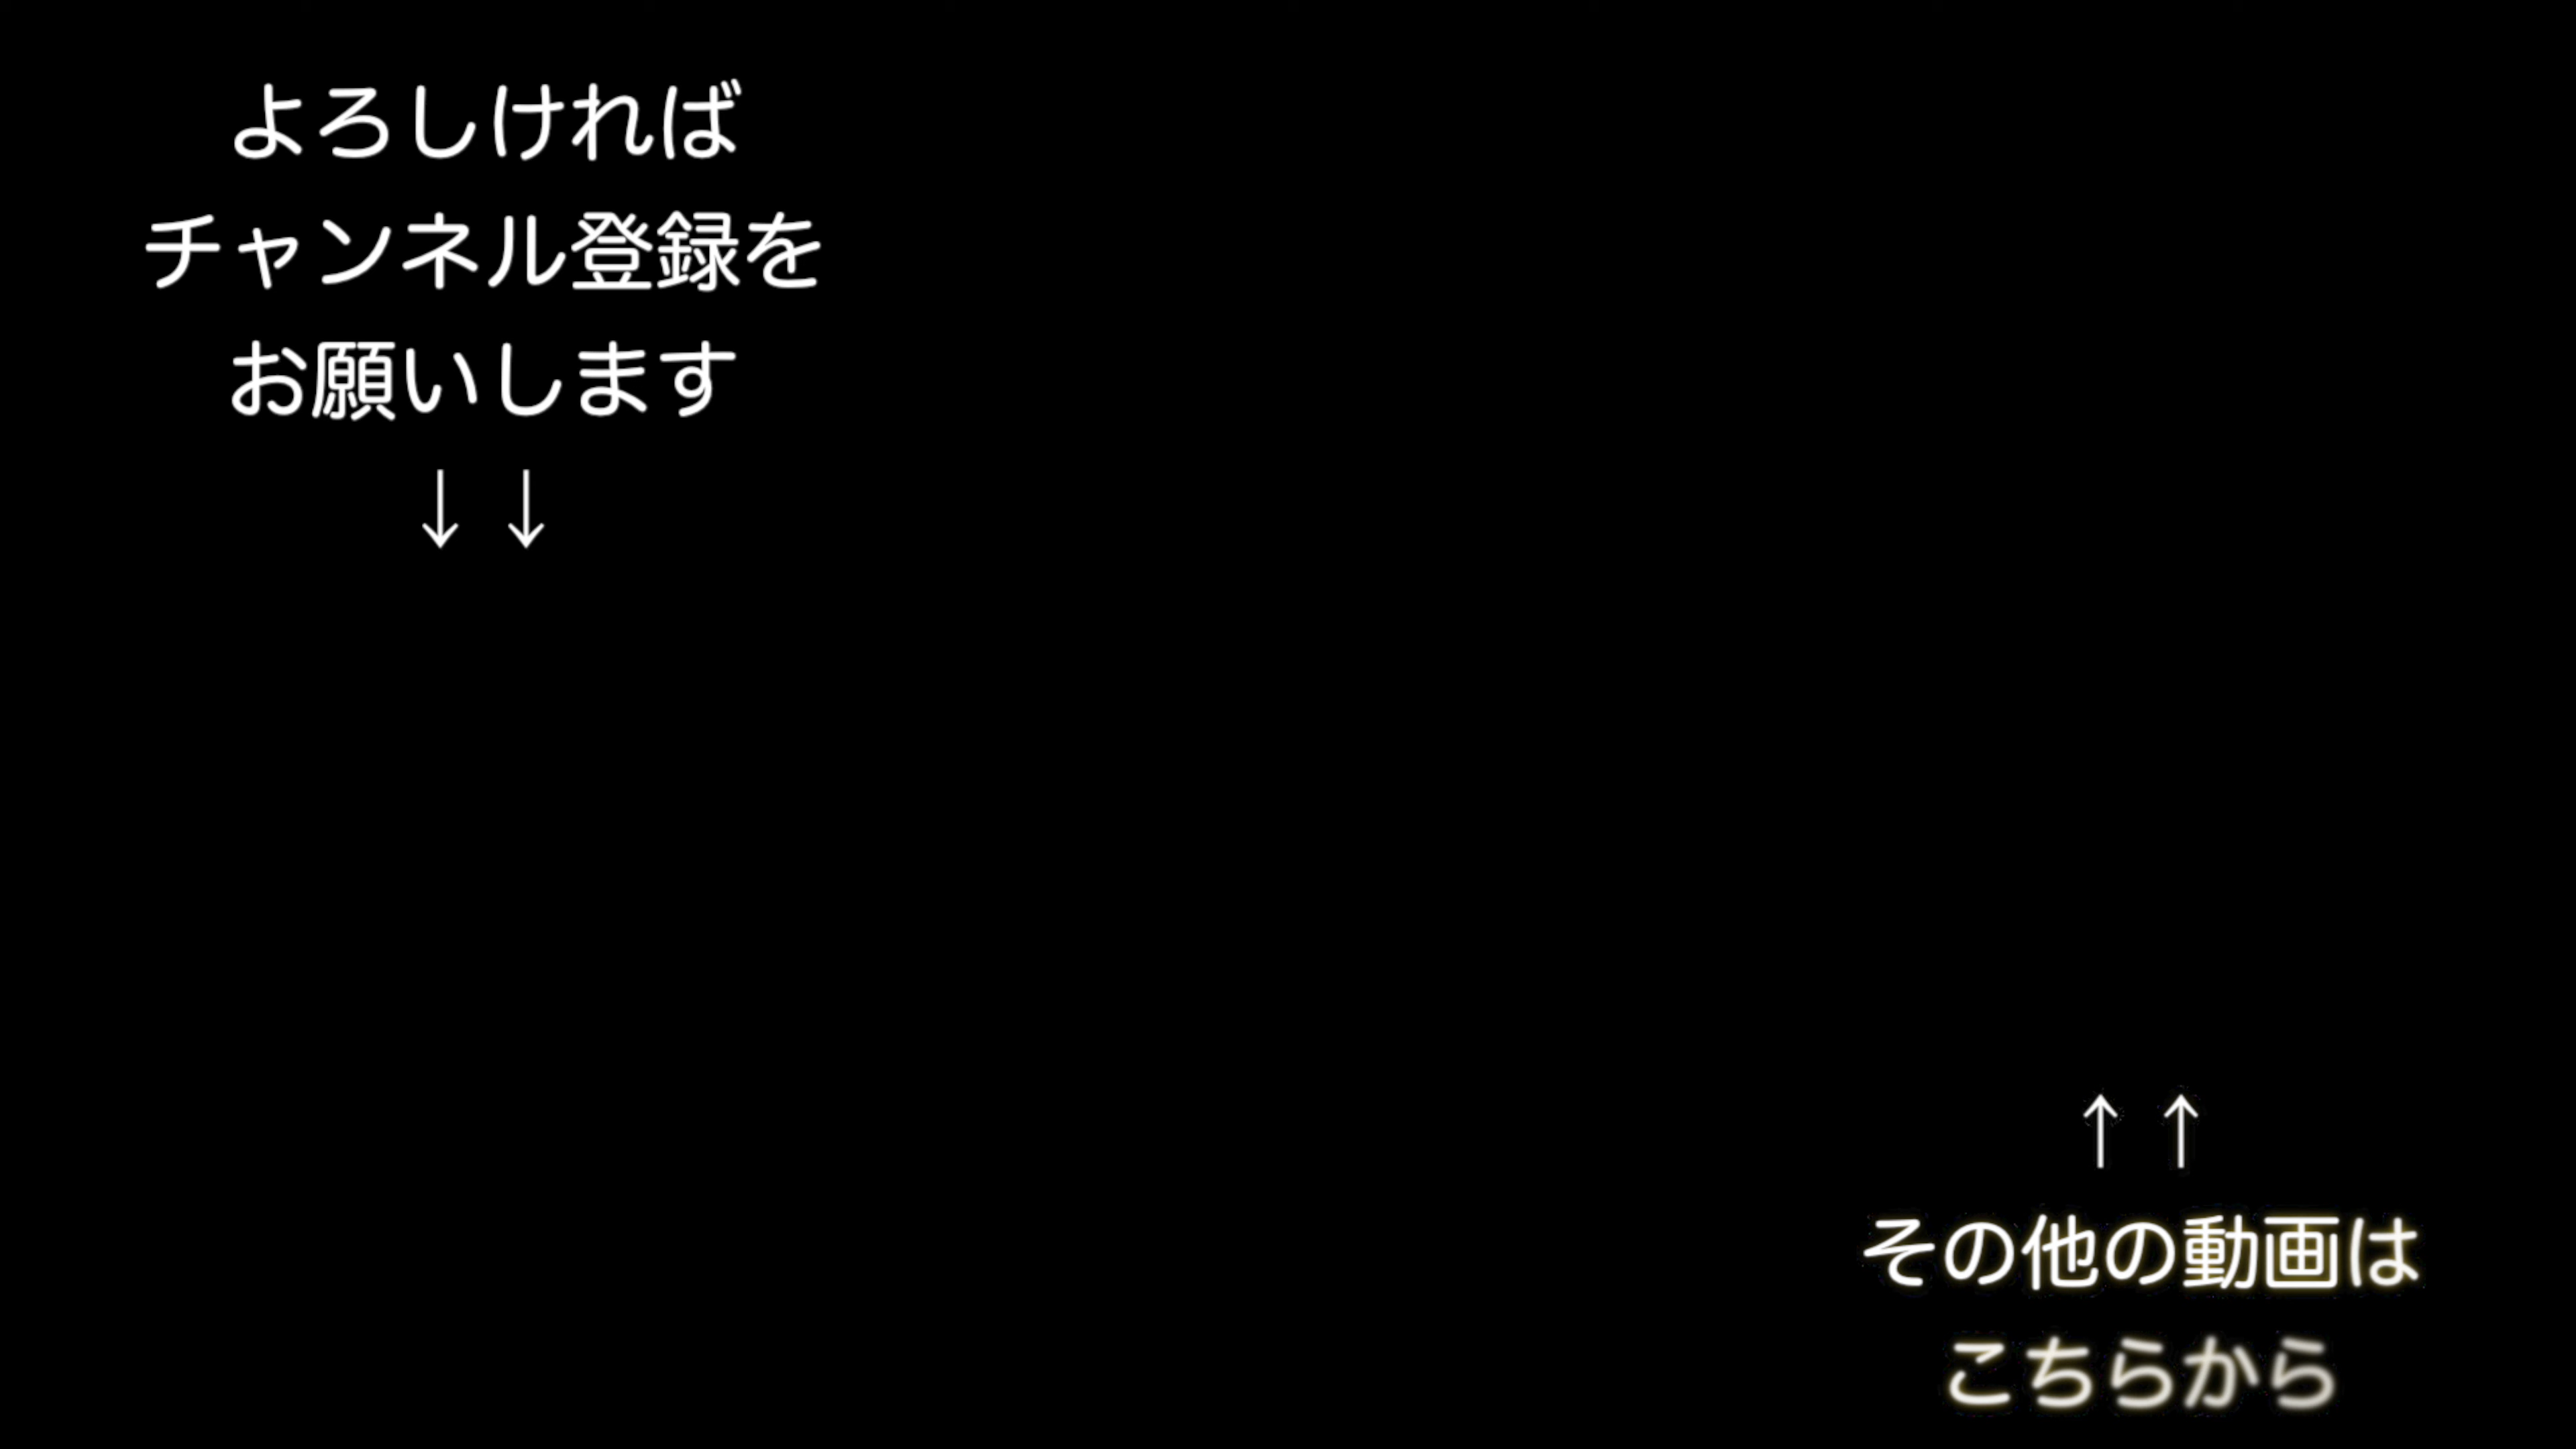 よろしければ
チャンネル登録を
お願いします
↓↓
↑↑
その他の動画は
こちらから